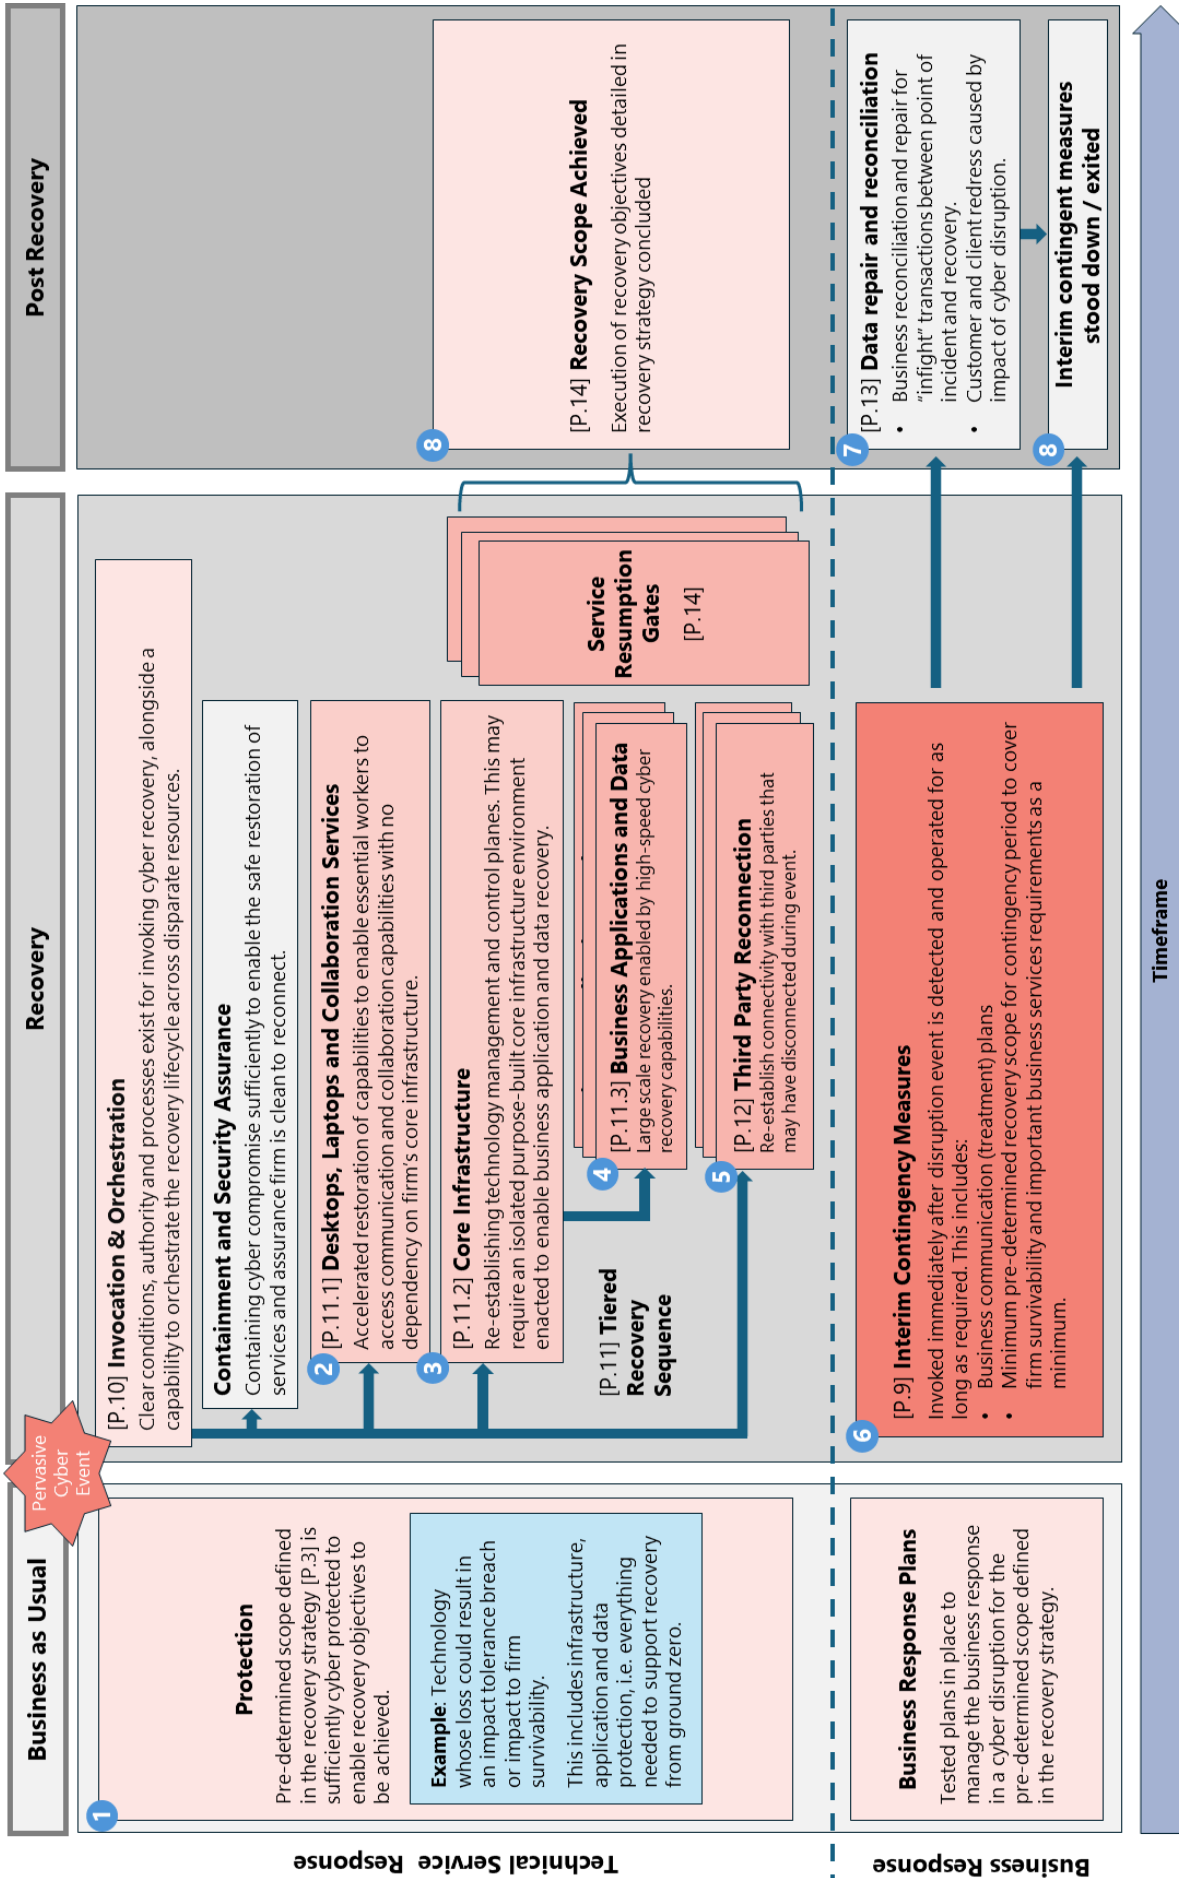 Business as Usual
Recovery
Post Recovery
Pervasive
Cyber
Event
Technical Service Response
1
Protection
Pre-determined scope defined
in the recovery strategy [P.3] is
sufficiently cyber protected to
enable recovery objectives to
be achieved.
Example: Technology
whose loss could result in
an impact tolerance breach
or impact to firm
survivability.
This includes infrastructure,
application and data
protection, i.e. everything
needed to support recovery
from ground zero.
[P.10] Invocation & Orchestration
Clear conditions, authority and processes exist for invoking cyber recovery, alongside a
capability to orchestrate the recovery lifecycle across disparate resources.
Containment and Security Assurance
Containing cyber compromise sufficiently to enable the safe restoration of
services and assurance firm is clean to reconnect.
2
[P.11.1] Desktops, Laptops and Collaboration Services
Accelerated restoration of capabilities to enable essential workers to
access communication and collaboration capabilities with no
dependency on firm's core infrastructure.
3
[P.11.2] Core Infrastructure
Re-establishing technology management and control planes. This may
require an isolated purpose-built core infrastructure environment
enacted to enable business application and data recovery.
[P.11] Tiered
Recovery
Sequence
4
[P.11.3] Business Applications and Data
Large scale recovery enabled by high-speed cyber
recovery capabilities.
5
[P.12] Third Party Reconnection
Re-establish connectivity with third parties that
may have disconnected during event.
Service
Resumption
Gates
[P.14]
8
[P.14] Recovery Scope Achieved
Execution of recovery objectives detailed in
recovery strategy concluded
Business Response
Business Response Plans
Tested plans in place to
manage the business response
in a cyber disruption for the
pre-determined scope defined
in the recovery strategy.
6
[P.9] Interim Contingency Measures
Invoked immediately after disruption event is detected and operated for as
long as required. This includes:
• Business communication (treatment) plans
• Minimum pre-determined recovery scope for contingency period to cover
firm survivability and important business services requirements as a
minimum.
7
[P.13] Data repair and reconciliation
• Business reconciliation and repair for
"infight" transactions between point of
incident and recovery.
• Customer and client redress caused by
impact of cyber disruption.
8
Interim contingent measures
stood down / exited
Timeframe